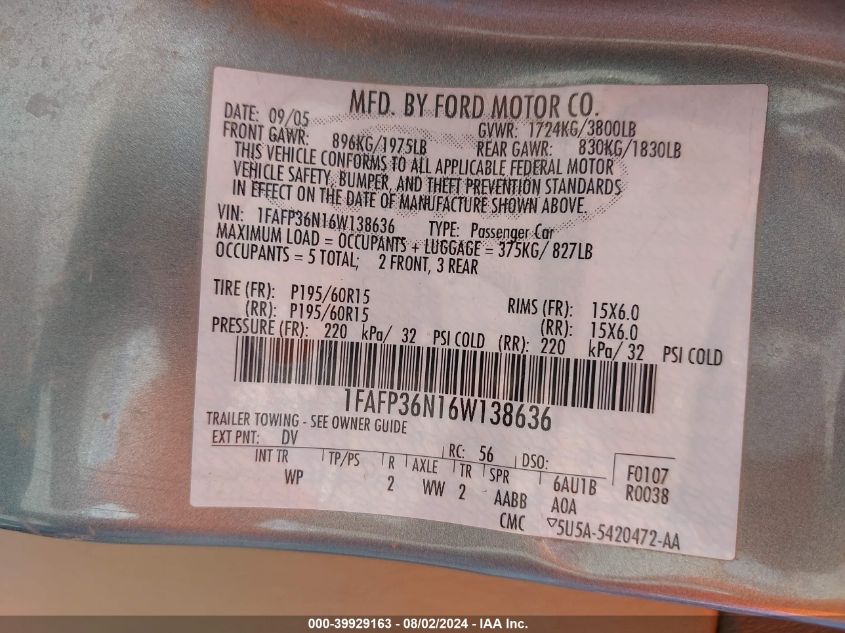 MFD. BY FORD MOTOR CO.
DATE: 09/05 GVWR: 1724KG/3800LB
FRONT GAWR: 896KG/1975LB REAR GAWR: 830KG/1830LB
THIS VEHICLE CONFORMS TO ALL APPLICABLE FEDERAL MOTOR
VEHICLE SAFETY, BUMPER, AND THEFT PREVENTION STANDARDS
IN EFFECT ON THE DATE OF MANUFACTURE SHOWN ABOVE.
VIN: 1FAFP36N16W138636 TYPE: Passenger Car
MAXIMUM LOAD = OCCUPANTS + LUGGAGE = 375KG/ 827LB
OCCUPANTS = 5 TOTAL; 2 FRONT, 3 REAR
TIRE (FR): P195/60R15 RIMS (FR): 15X6.0
(RR): P195/60R15 (RR): 15X6.0
PRESSURE (FR): 220 kPa/ 32 PSI COLD (RR): 220 kPa/ 32 PSI COLD
1FAFP36N16W138636
TRAILER TOWING - SEE OWNER GUIDE
EXT PNT: DV RC: 56 DSO: F0107
INT TR TP/PS R AXLE TR SPR 6AU1B R0038
WP 2 WW 2 AABB A0A
CMC 5U5A-5420472-AA
000-39929163 - 08/02/2024 - IAA Inc.